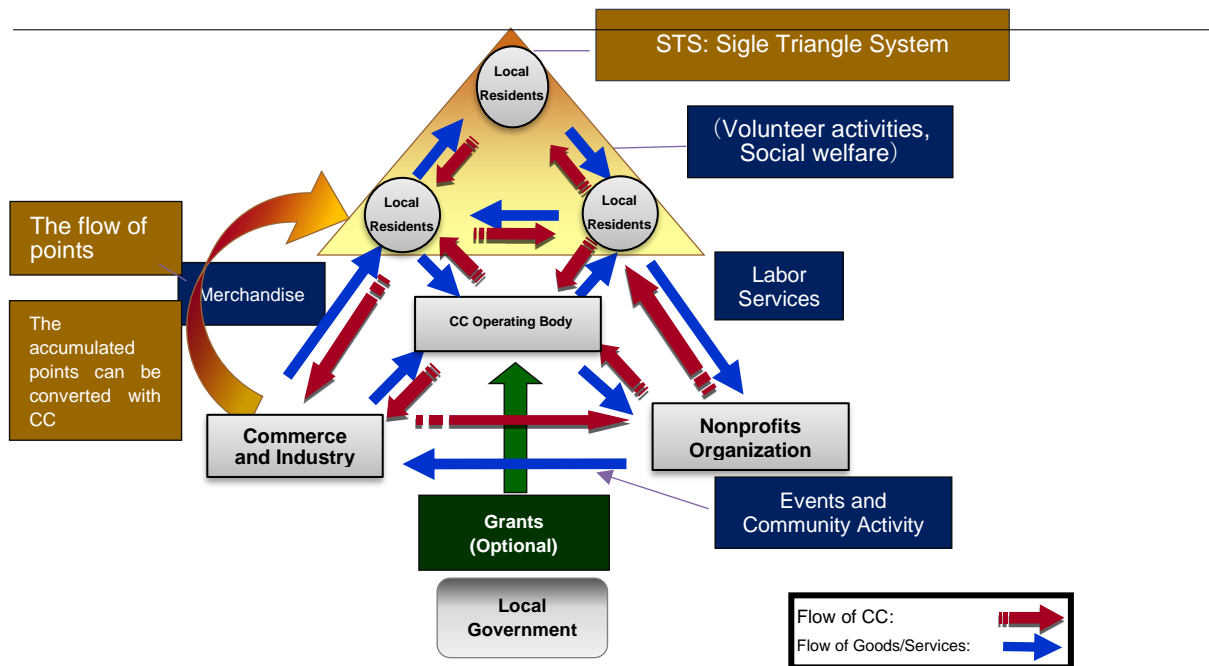 STS: Sigle Triangle System
Local
Residents
(Volunteer activities,
Social welfare)
Local
Residents
Local
Residents
The flow of
points
Merchandise
Labor
Services
The
accumulated
points can be
converted with
CC
CC Operating Body
Commerce
and Industry
Nonprofits
Organization
Events and
Community Activity
Grants
(Optional)
Local
Government
Flow of CC:
Flow of Goods/Services: